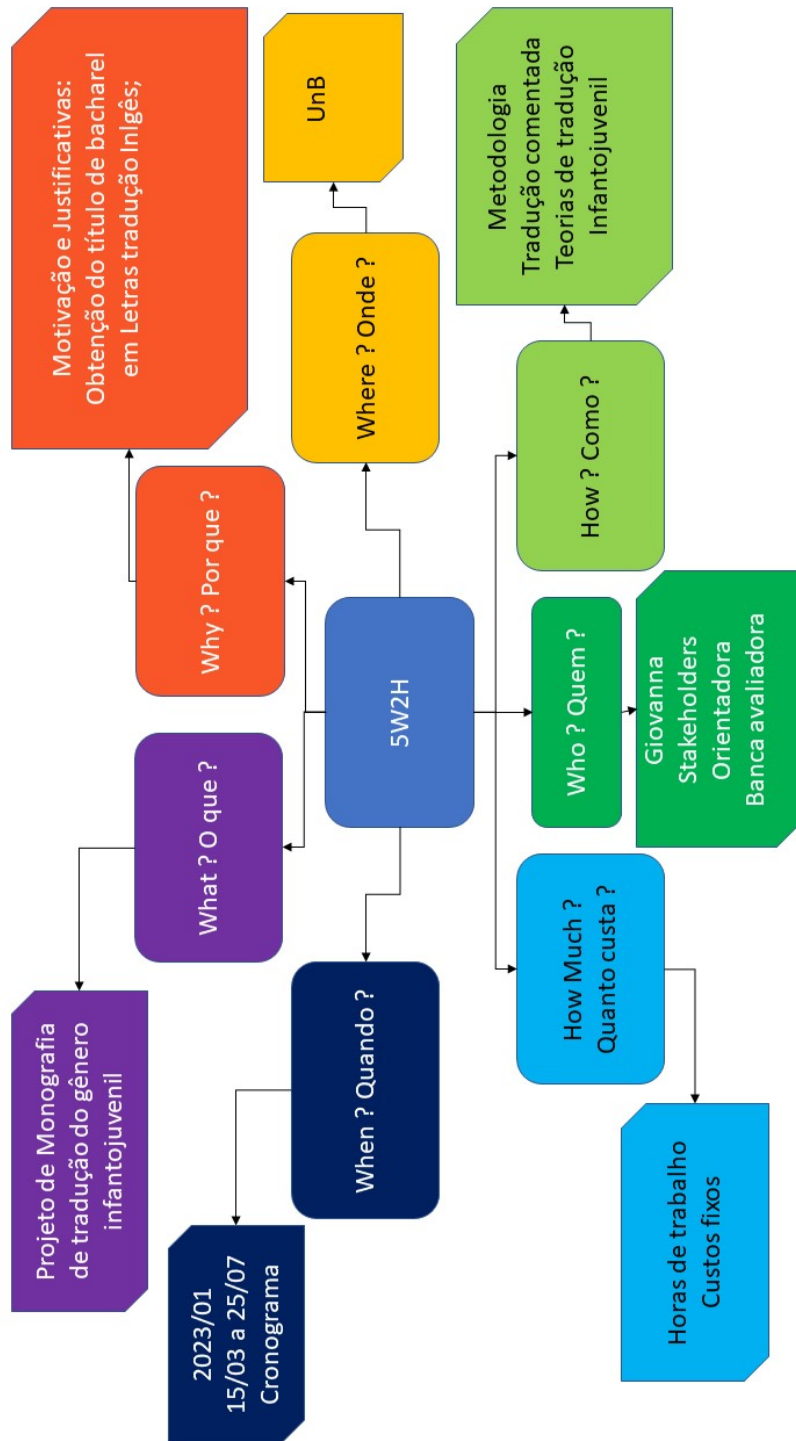 Projeto de Monografia
de tradução do gênero
infantojuvenil
What ? O que ?
Why ? Por que ?
Motivação e Justificativas:
Obtenção do título de bacharel
em Letras tradução Inlgês;
2023/01
15/03 a 25/07
Cronograma
When ? Quando ?
5W2H
Where ? Onde ?
UnB
How Much ?
Quanto custa ?
Horas de trabalho
Custos fixos
Who ? Quem ?
Giovanna
Stakeholders
Orientadora
Banca avaliadora
How ? Como ?
Metodologia
Tradução comentada
Teorias de tradução
Infantojuvenil